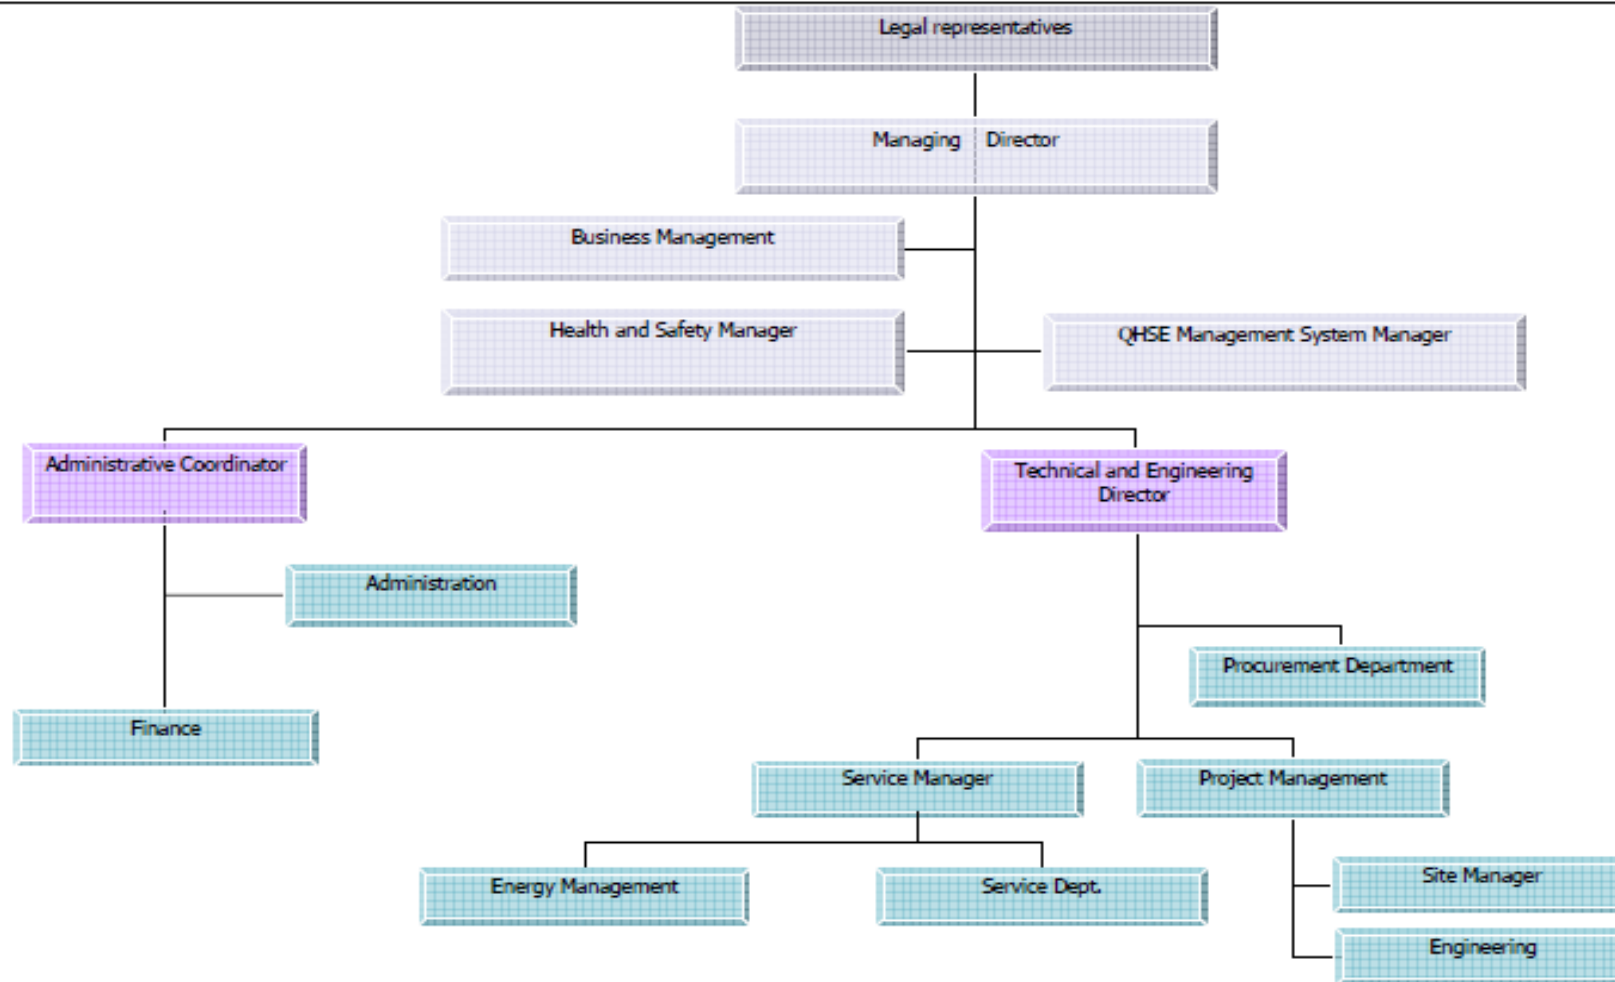 Legal representatives
Managing Director
Business Management
Health and Safety Manager
QHSE Management System Manager
Administrative Coordinator
Technical and Engineering
Director
Administration
Procurement Department
Finance
Service Manager
Project Management
Energy Management
Service Dept.
Site Manager
Engineering